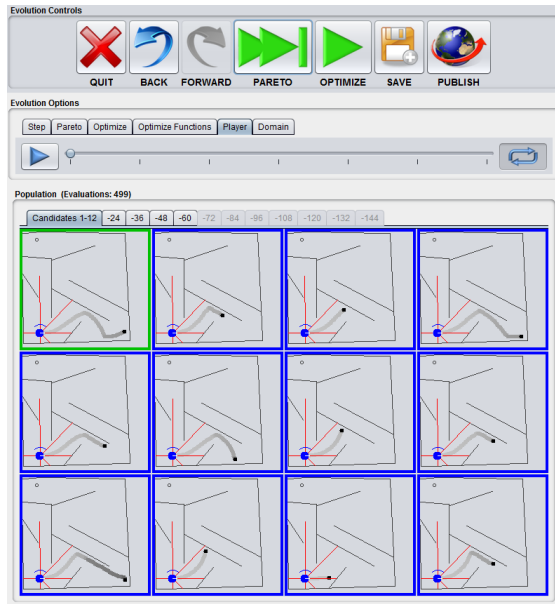 Evolution Controls
QUIT BACK FORWARD PARETO OPTIMIZE SAVE PUBLISH
Evolution Options
Step Pareto Optimize Optimize Functions Player Domain
Population (Evaluations: 499)
Candidates 1-12 -24 -36 -48 -60 -72 -84 -96 -108 -120 -132 -144